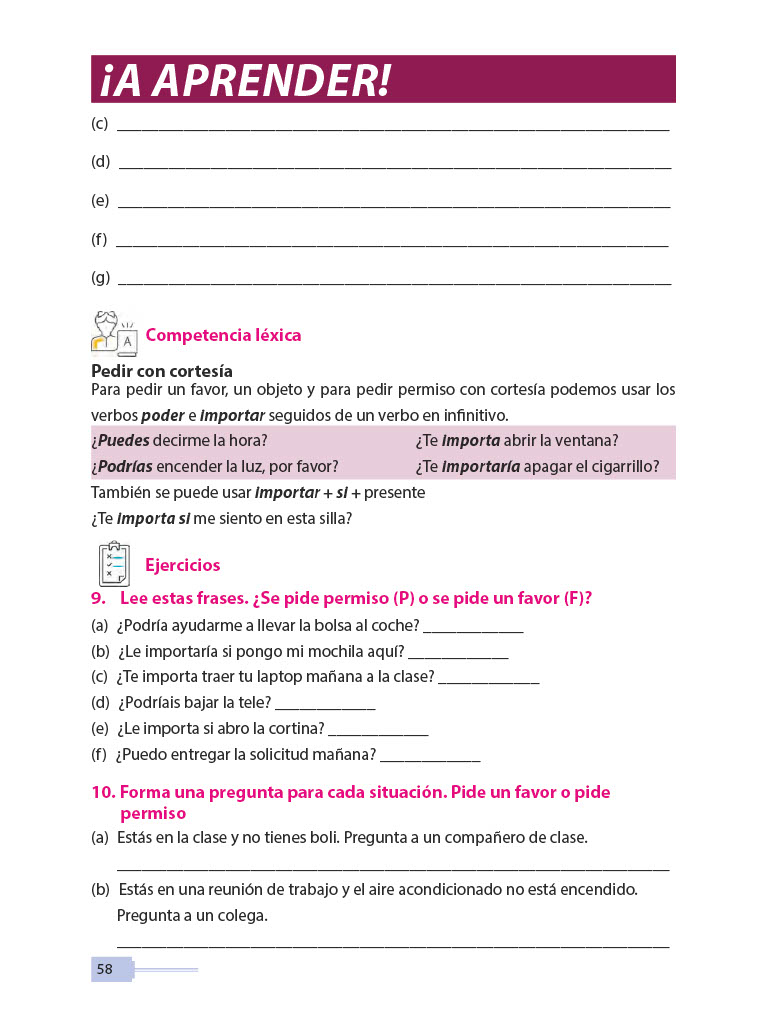 ¡A APRENDER!
(c) ____________________________________________________________________
(d) ____________________________________________________________________
(e) ____________________________________________________________________
(f) ____________________________________________________________________
(g) ____________________________________________________________________
A
Competencia léxica
Pedir con cortesía
Para pedir un favor, un objeto y para pedir permiso con cortesía podemos usar los
verbos poder e importar seguidos de un verbo en infinitivo.
¿Puedes decirme la hora? ¿Te importa abrir la ventana?
¿Podrías encender la luz, por favor? ¿Te importaría apagar el cigarrillo?
También se puede usar importar + si + presente
¿Te importa si me siento en esta silla?
Ejercicios
9. Lee estas frases. ¿Se pide permiso (P) o se pide un favor (F)?
(a) ¿Podría ayudarme a llevar la bolsa al coche? ____________
(b) ¿Le importaría si pongo mi mochila aquí? ____________
(c) ¿Te importa traer tu laptop mañana a la clase? ____________
(d) ¿Podríais bajar la tele? ____________
(e) ¿Le importa si abro la cortina? ____________
(f) ¿Puedo entregar la solicitud mañana? ____________
10. Forma una pregunta para cada situación. Pide un favor o pide
permiso
(a) Estás en la clase y no tienes boli. Pregunta a un compañero de clase.
____________________________________________________________________
(b) Estás en una reunión de trabajo y el aire acondicionado no está encendido.
Pregunta a un colega.
____________________________________________________________________
58